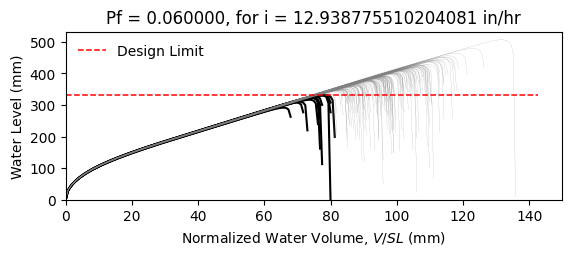 Pf = 0.060000, for i = 12.938775510204081 in/hr
Design Limit
Water Level (mm)
500
400
300
200
100
0
0 20 40 60 80 100 120 140
Normalized Water Volume, V/SL (mm)